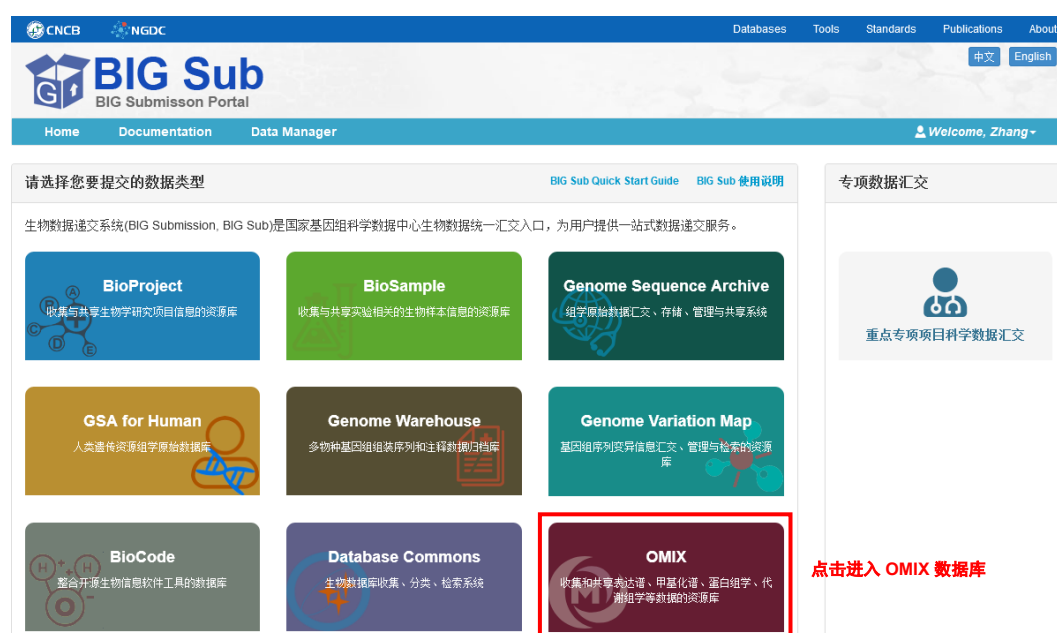 CNCB NGDC Databases Tools Standards Publications About
中文 English
BIG Sub
BIG Submisson Portal
Home Documentation Data Manager Welcome, Zhang
请选择您要提交的数据类型 BIG Sub Quick Start Guide BIG Sub 使用说明
专项数据汇交
生物数据递交系统(BIG Submission, BIG Sub)是国家基因组科学数据中心生物数据统一汇交入口，为用户提供一站式数据递交服务。
BioProject
收集与共享生物学研究项目信息的资源库
BioSample
收集与共享实验相关的生物样本信息的资源库
Genome Sequence Archive
组学原始数据汇交、存储、管理与共享系统
重点专项项目科学数据汇交
GSA for Human
人类遗传资源组学原始数据库
Genome Warehouse
多物种基因组组装序列和注释数据归档库
Genome Variation Map
基因组序列变异信息汇交、管理与检索的资源
库
BioCode
整合开源生物信息软件工具的数据库
Database Commons
生物数据库收集、分类、检索系统
OMIX
收集和共享表达谱、甲基化谱、蛋白组学、代
谢组学等数据的资源库
点击进入 OMIX 数据库